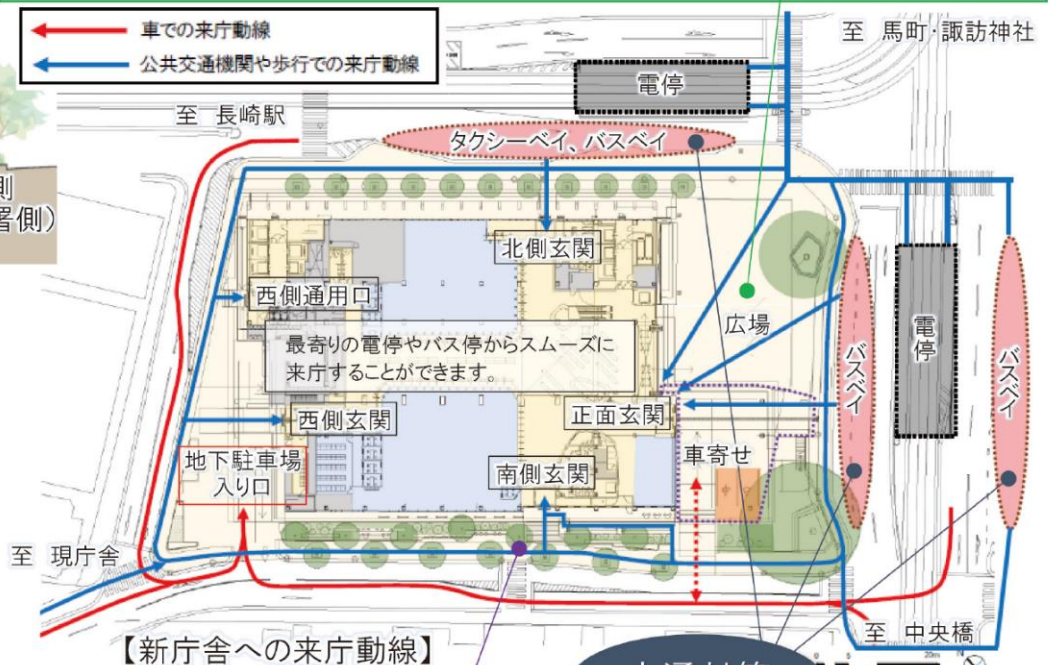 車での来庁動線
公共交通機関や歩行での来庁動線
至 馬町・諏訪神社
電停
至 長崎駅
タクシーベイ、バスベイ
側
署側）
北側玄関
西側通用口
広場
電停
バスベイ
バスベイ
最寄りの電停やバス停からスムーズに
来庁することができます。
西側玄関
正面玄関
地下駐車場
入り口
南側玄関
車寄せ
至 現庁舎
至 中央橋
【新庁舎への来庁動線】